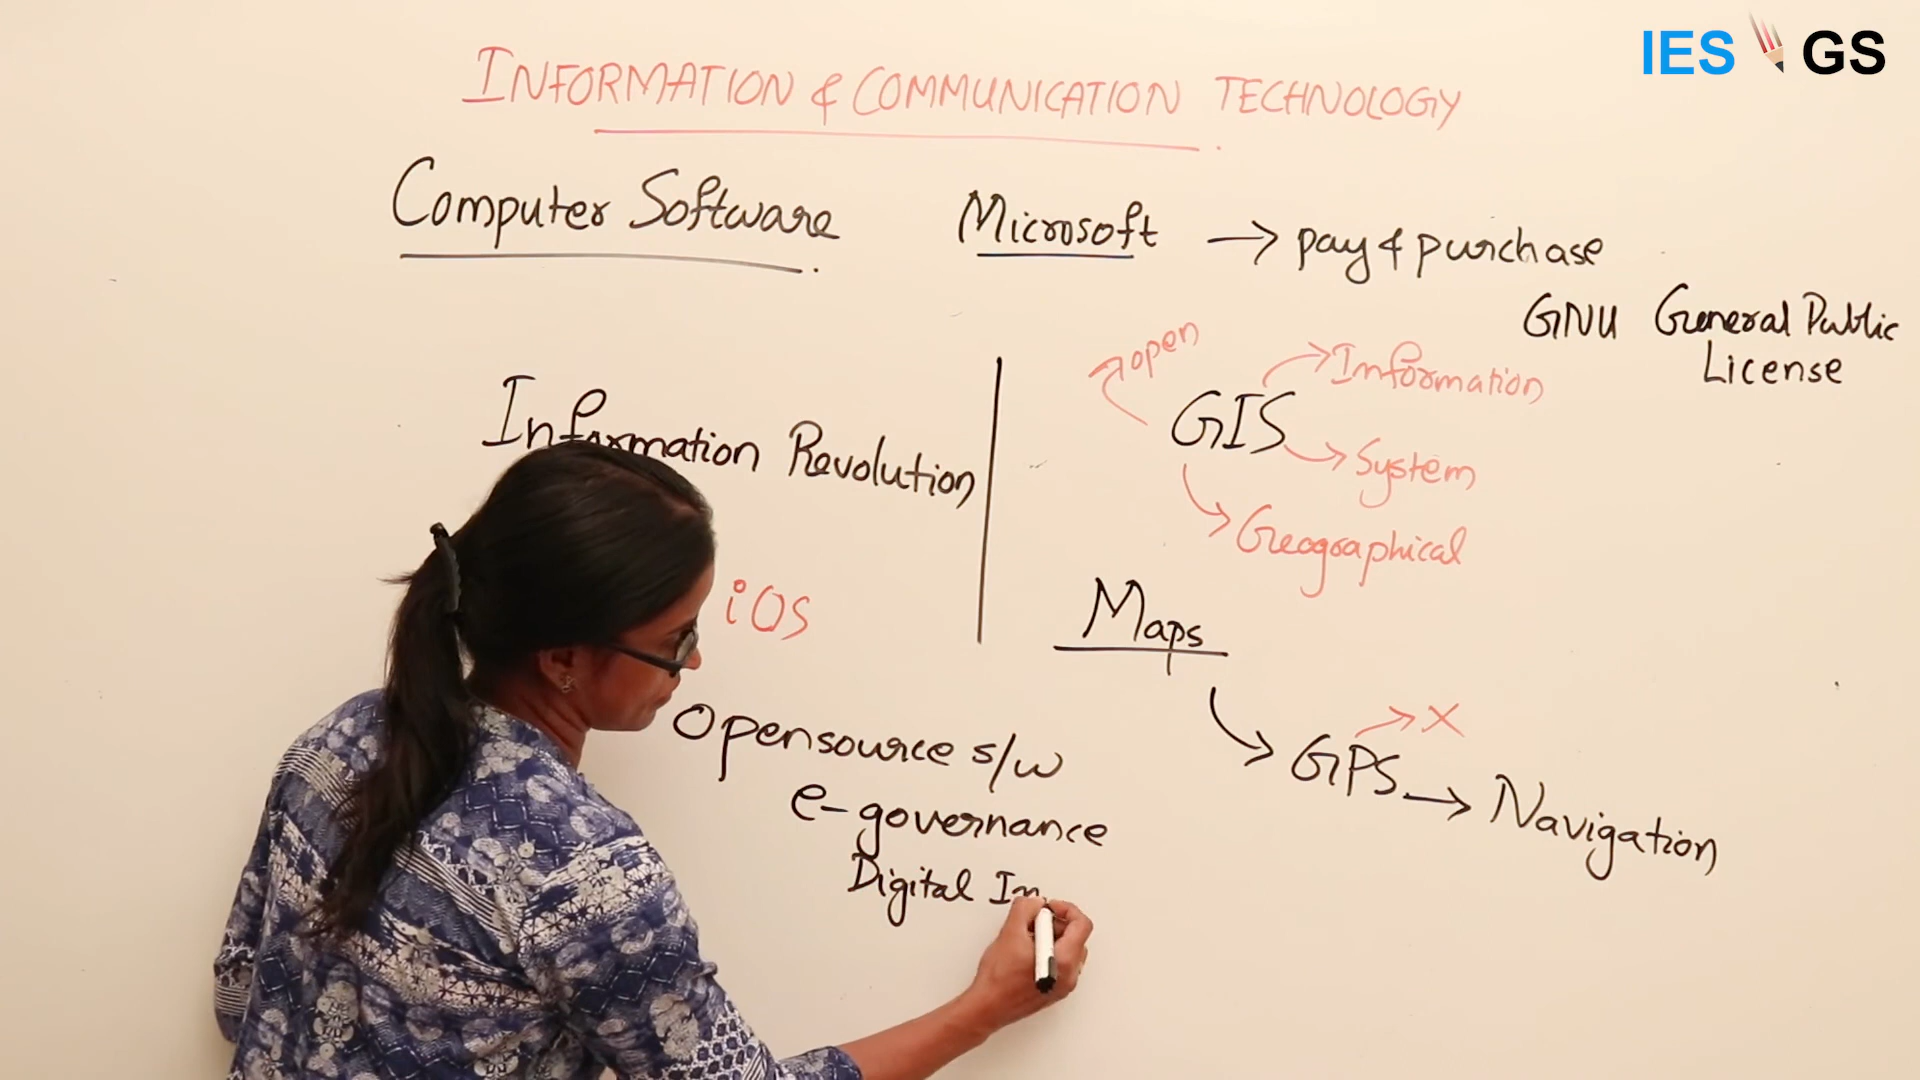 IES GS
INFORMATION & COMMUNICATION TECHNOLOGY
Computer Software
Microsoft → pay & purchase
GNU General Public
License
Information Revolution
open
GIS
Information
System
Geographical
iOS
Maps
GPS → X
→ Navigation
Opensource s/w
e-governance
Digital In